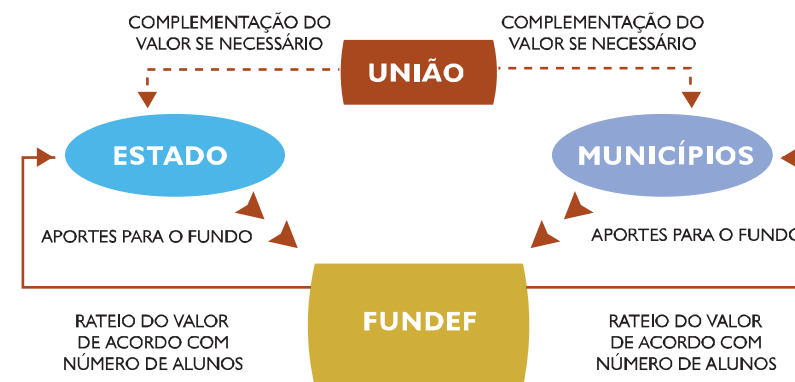 COMPLEMENTAÇÃO DO
VALOR SE NECESSÁRIO
UNIÃO
COMPLEMENTAÇÃO DO
VALOR SE NECESSÁRIO
ESTADO
MUNICÍPIOS
APORTES PARA O FUNDO
APORTES PARA O FUNDO
FUNDEF
RATEIO DO VALOR
DE ACORDO COM
NÚMERO DE ALUNOS
RATEIO DO VALOR
DE ACORDO COM
NÚMERO DE ALUNOS